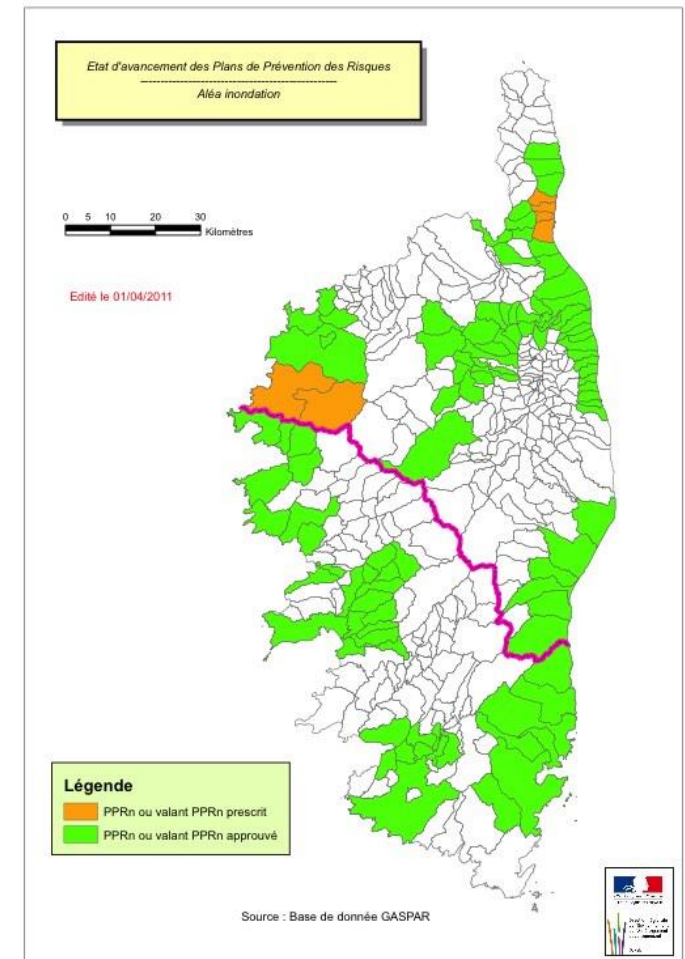 Etat d'avancement des Plans de Prévention des Risques
------------------------------------------------
Aléa inondation
0 5 10 20 30
Kilomètres
Edité le 01/04/2011
Légende
PPRn ou valant PPRn prescrit
PPRn ou valant PPRn approuvé
Source : Base de donnée GASPAR